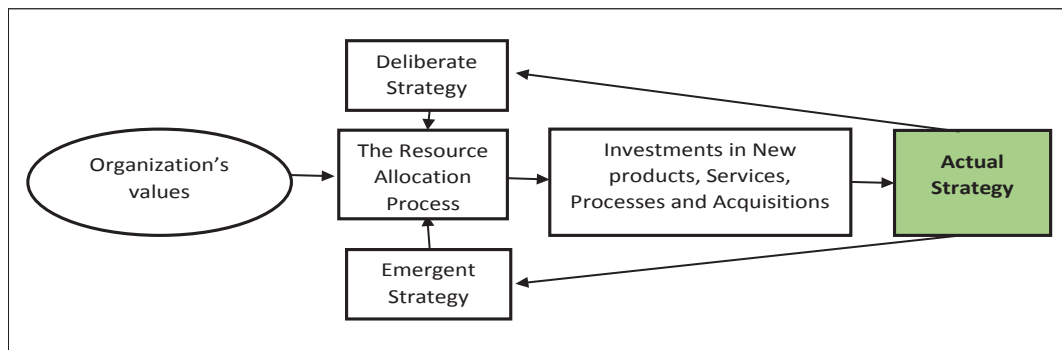 Deliberate
Strategy
Organization’s
values
The Resource
Allocation
Process
Investments in New
products, Services,
Processes and Acquisitions
Actual
Strategy
Emergent
Strategy